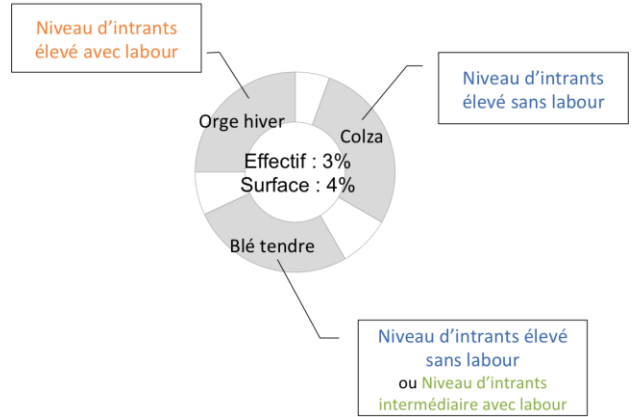 Niveau d'intrants
élevé avec labour
Niveau d'intrants
élevé sans labour
Orge hiver
Colza
Effectif : 3%
Surface : 4%
Blé tendre
Niveau d'intrants élevé
sans labour
ou Niveau d'intrants
intermédiaire avec labour